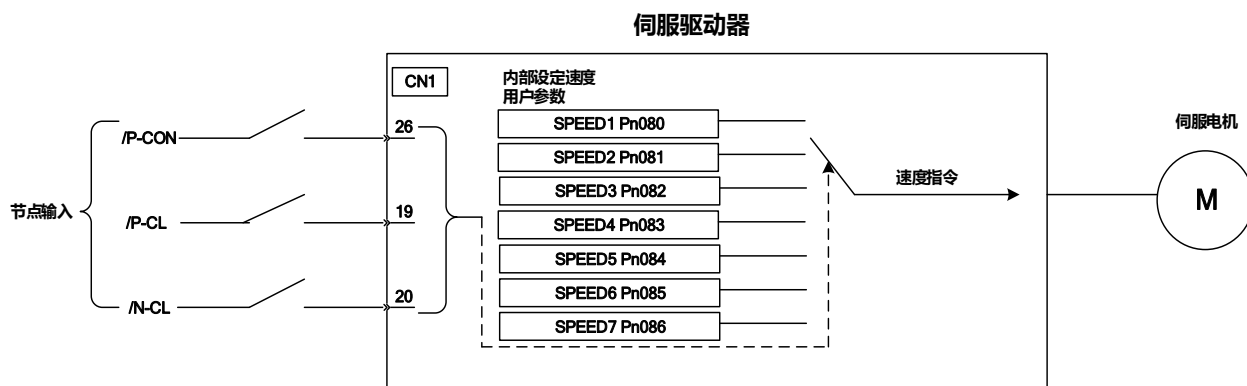 伺服驱动器
CN1
内部设定速度
用户参数
SPEED1 Pn080
SPEED2 Pn081
SPEED3 Pn082
SPEED4 Pn083
SPEED5 Pn084
SPEED6 Pn085
SPEED7 Pn086
节点输入
/P-CON
26
/P-CL
19
/N-CL
20
速度指令
伺服电机
M